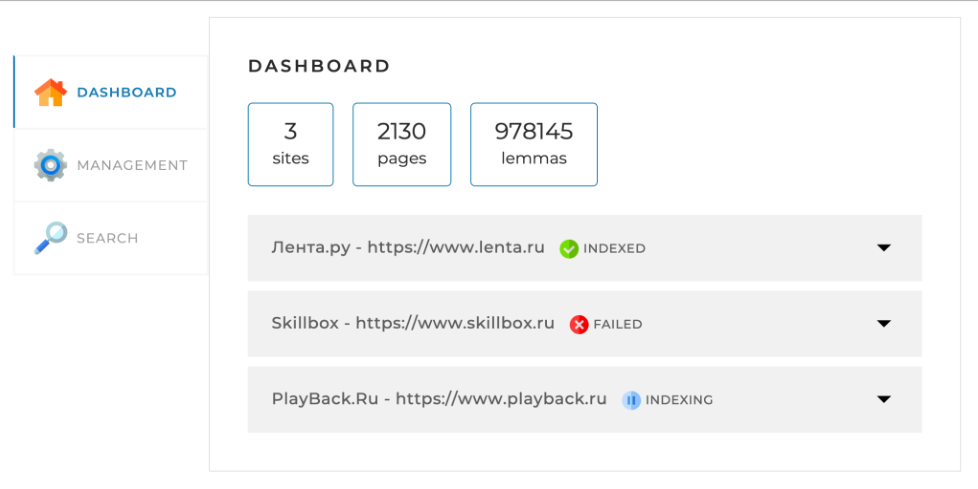 DASHBOARD
MANAGEMENT
SEARCH
DASHBOARD
3
sites
2130
pages
978145
lemmas
Лента.ру - https://www.lenta.ru INDEXED
Skillbox - https://www.skillbox.ru FAILED
PlayBack.Ru - https://www.playback.ru INDEXING